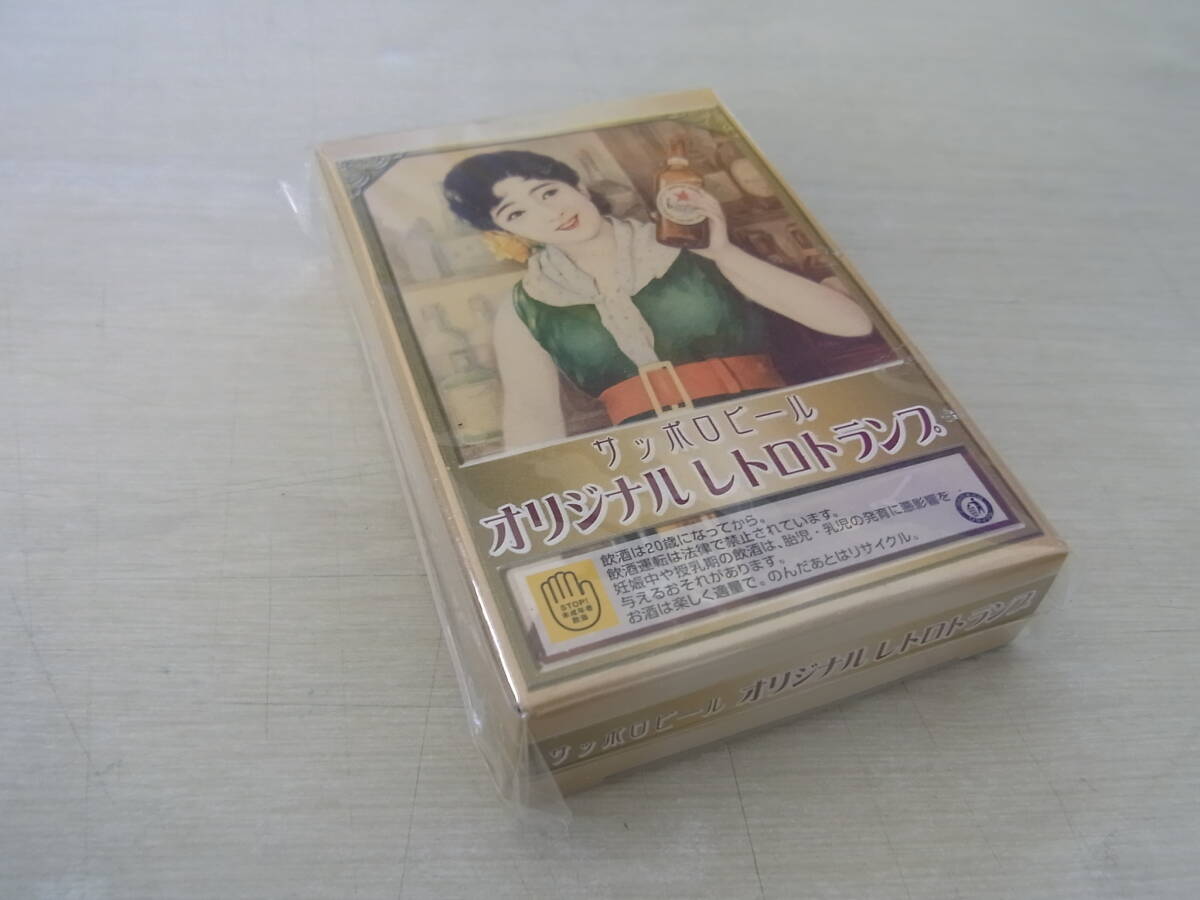 サッポロビール
オリジナル レトロトランプ
飲酒は20歳になってから。
飲酒運転は法律で禁止されています。
妊娠中や授乳期の飲酒は、胎児・乳児の発育に悪影響を
与えるおそれがあります。
お酒は楽しく適量で。のんだあとはリサイクル。
STOP!
未成年者
飲酒
サッポロビール オリジナル レトロトランプ